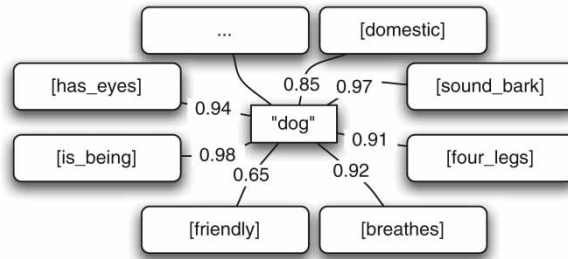 ...
[domestic]
[has_eyes]
0.85
0.97
[sound_bark]
0.94
"dog"
0.91
[is_being]
0.98
[four_legs]
0.65
0.92
[friendly]
[breathes]